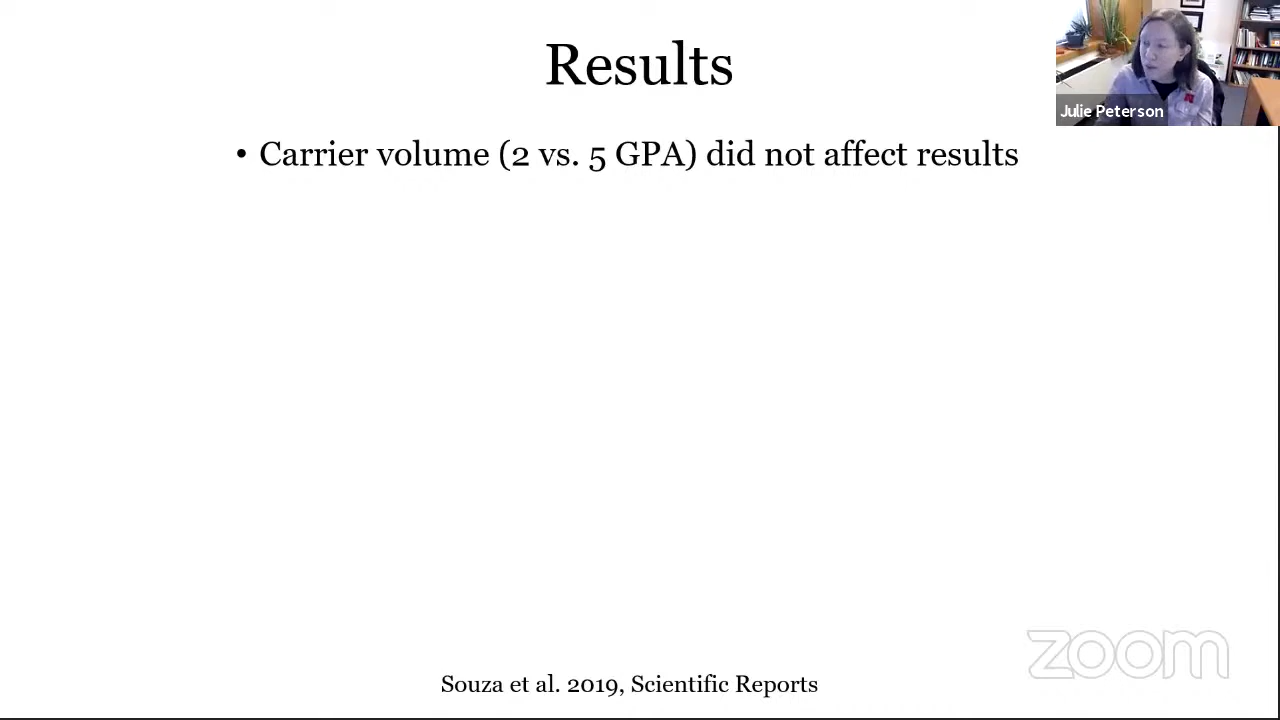 Results
Julie Peterson
• Carrier volume (2 vs. 5 GPA) did not affect results
zoom
Souza et al. 2019, Scientific Reports